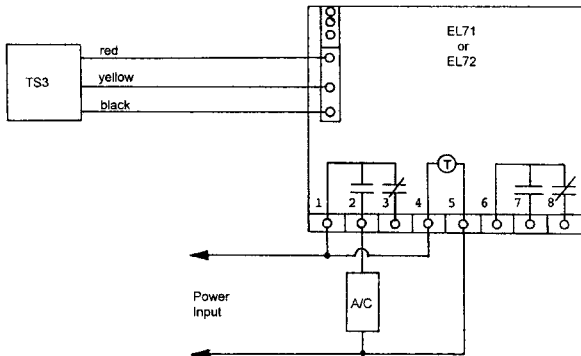 red
EL71
or
EL72
TS3
yellow
black
T
1 2 3 4 5 6 7 8
Power
Input
A/C